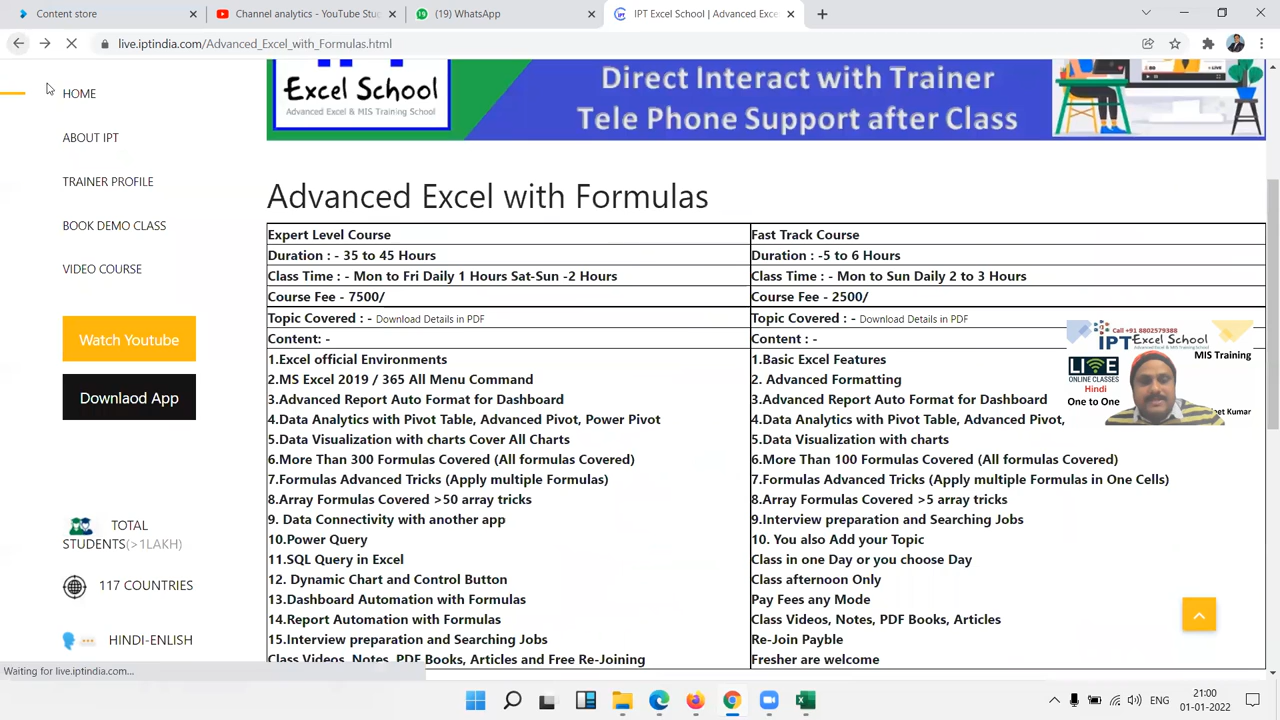 Content store
Channel analytics - YouTube Stu
(19) WhatsApp
IPT Excel School | Advanced Exce
live.iptindia.com/Advanced_Excel_with_Formulas.html
HOME
ABOUT IPT
TRAINER PROFILE
BOOK DEMO CLASS
VIDEO COURSE
Watch Youtube
Downlaod App
TOTAL
STUDENTS(>1LAKH)
117 COUNTRIES
HINDI-ENLISH
Excel School
Advanced Excel & MIS Training School
Direct Interact with Trainer
Tele Phone Support after Class
Advanced Excel with Formulas
Expert Level Course
Duration : - 35 to 45 Hours
Class Time : - Mon to Fri Daily 1 Hours Sat-Sun -2 Hours
Course Fee - 7500/
Topic Covered : - Download Details in PDF
Content: -
1.Excel official Environments
2.MS Excel 2019 / 365 All Menu Command
3.Advanced Report Auto Format for Dashboard
4.Data Analytics with Pivot Table, Advanced Pivot, Power Pivot
5.Data Visualization with charts Cover All Charts
6.More Than 300 Formulas Covered (All formulas Covered)
7.Formulas Advanced Tricks (Apply multiple Formulas)
8.Array Formulas Covered >50 array tricks
9. Data Connectivity with another app
10.Power Query
11.SQL Query in Excel
12. Dynamic Chart and Control Button
13.Dashboard Automation with Formulas
14.Report Automation with Formulas
15.Interview preparation and Searching Jobs
Class Videos, Notes, PDF Books, Articles and Free Re-Joining
Fast Track Course
Duration : -5 to 6 Hours
Class Time : - Mon to Sun Daily 2 to 3 Hours
Course Fee - 2500/
Topic Covered : - Download Details in PDF
Content : -
1.Basic Excel Features
2. Advanced Formatting
3.Advanced Report Auto Format for Dashboard
4.Data Analytics with Pivot Table, Advanced Pivot,
5.Data Visualization with charts
6.More Than 100 Formulas Covered (All formulas Covered)
7.Formulas Advanced Tricks (Apply multiple Formulas in One Cells)
8.Array Formulas Covered >5 array tricks
9.Interview preparation and Searching Jobs
10. You also Add your Topic
Class in one Day or you choose Day
Class afternoon Only
Pay Fees any Mode
Class Videos, Notes, PDF Books, Articles
Re-Join Payble
Fresher are welcome
Call +91 8802579388
IPT Excel School
Advanced Excel & MIS Training School
MIS Training
LIVE
ONLINE CLASSES
Hindi
One to One
eet Kumar
Waiting for live.iptindia.com...
ENG
21:00
01-01-2022